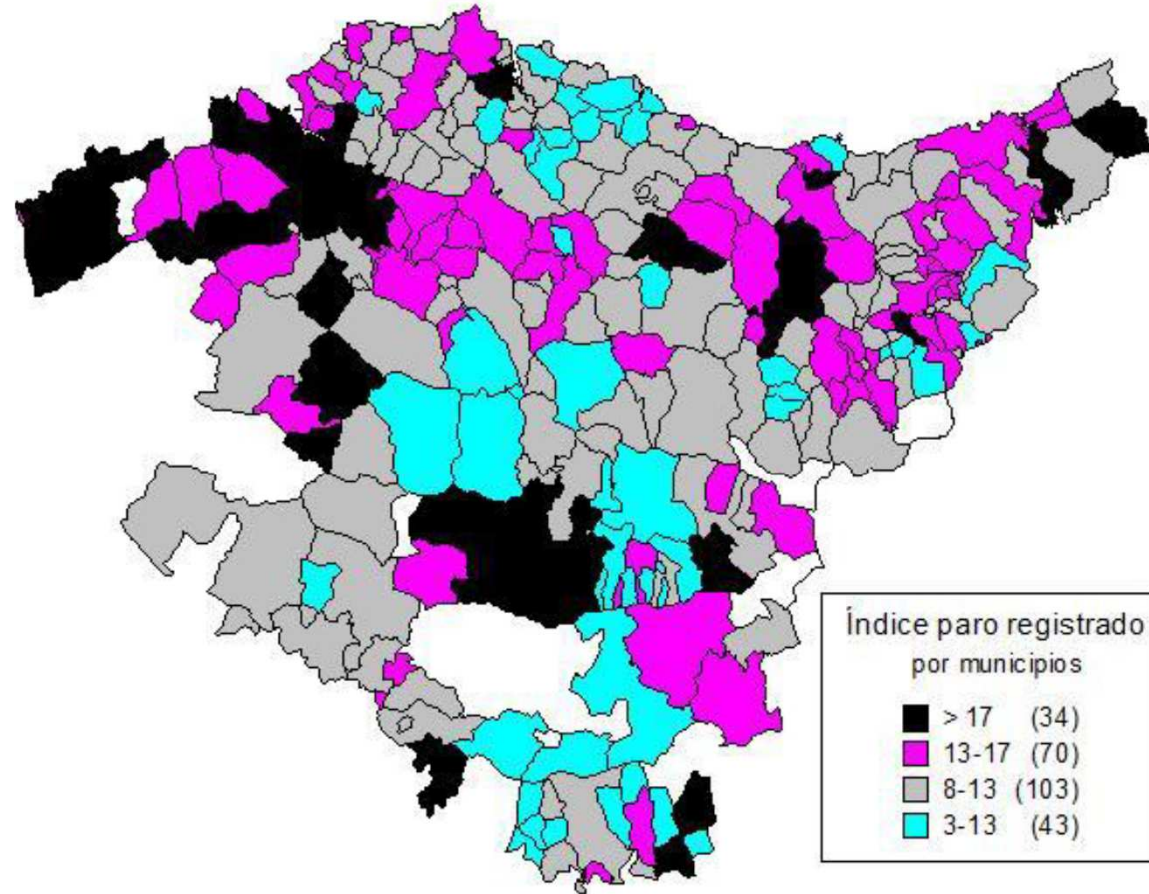 Índice paro registrado
por municipios
> 17 (34)
13-17 (70)
8-13 (103)
3-13 (43)